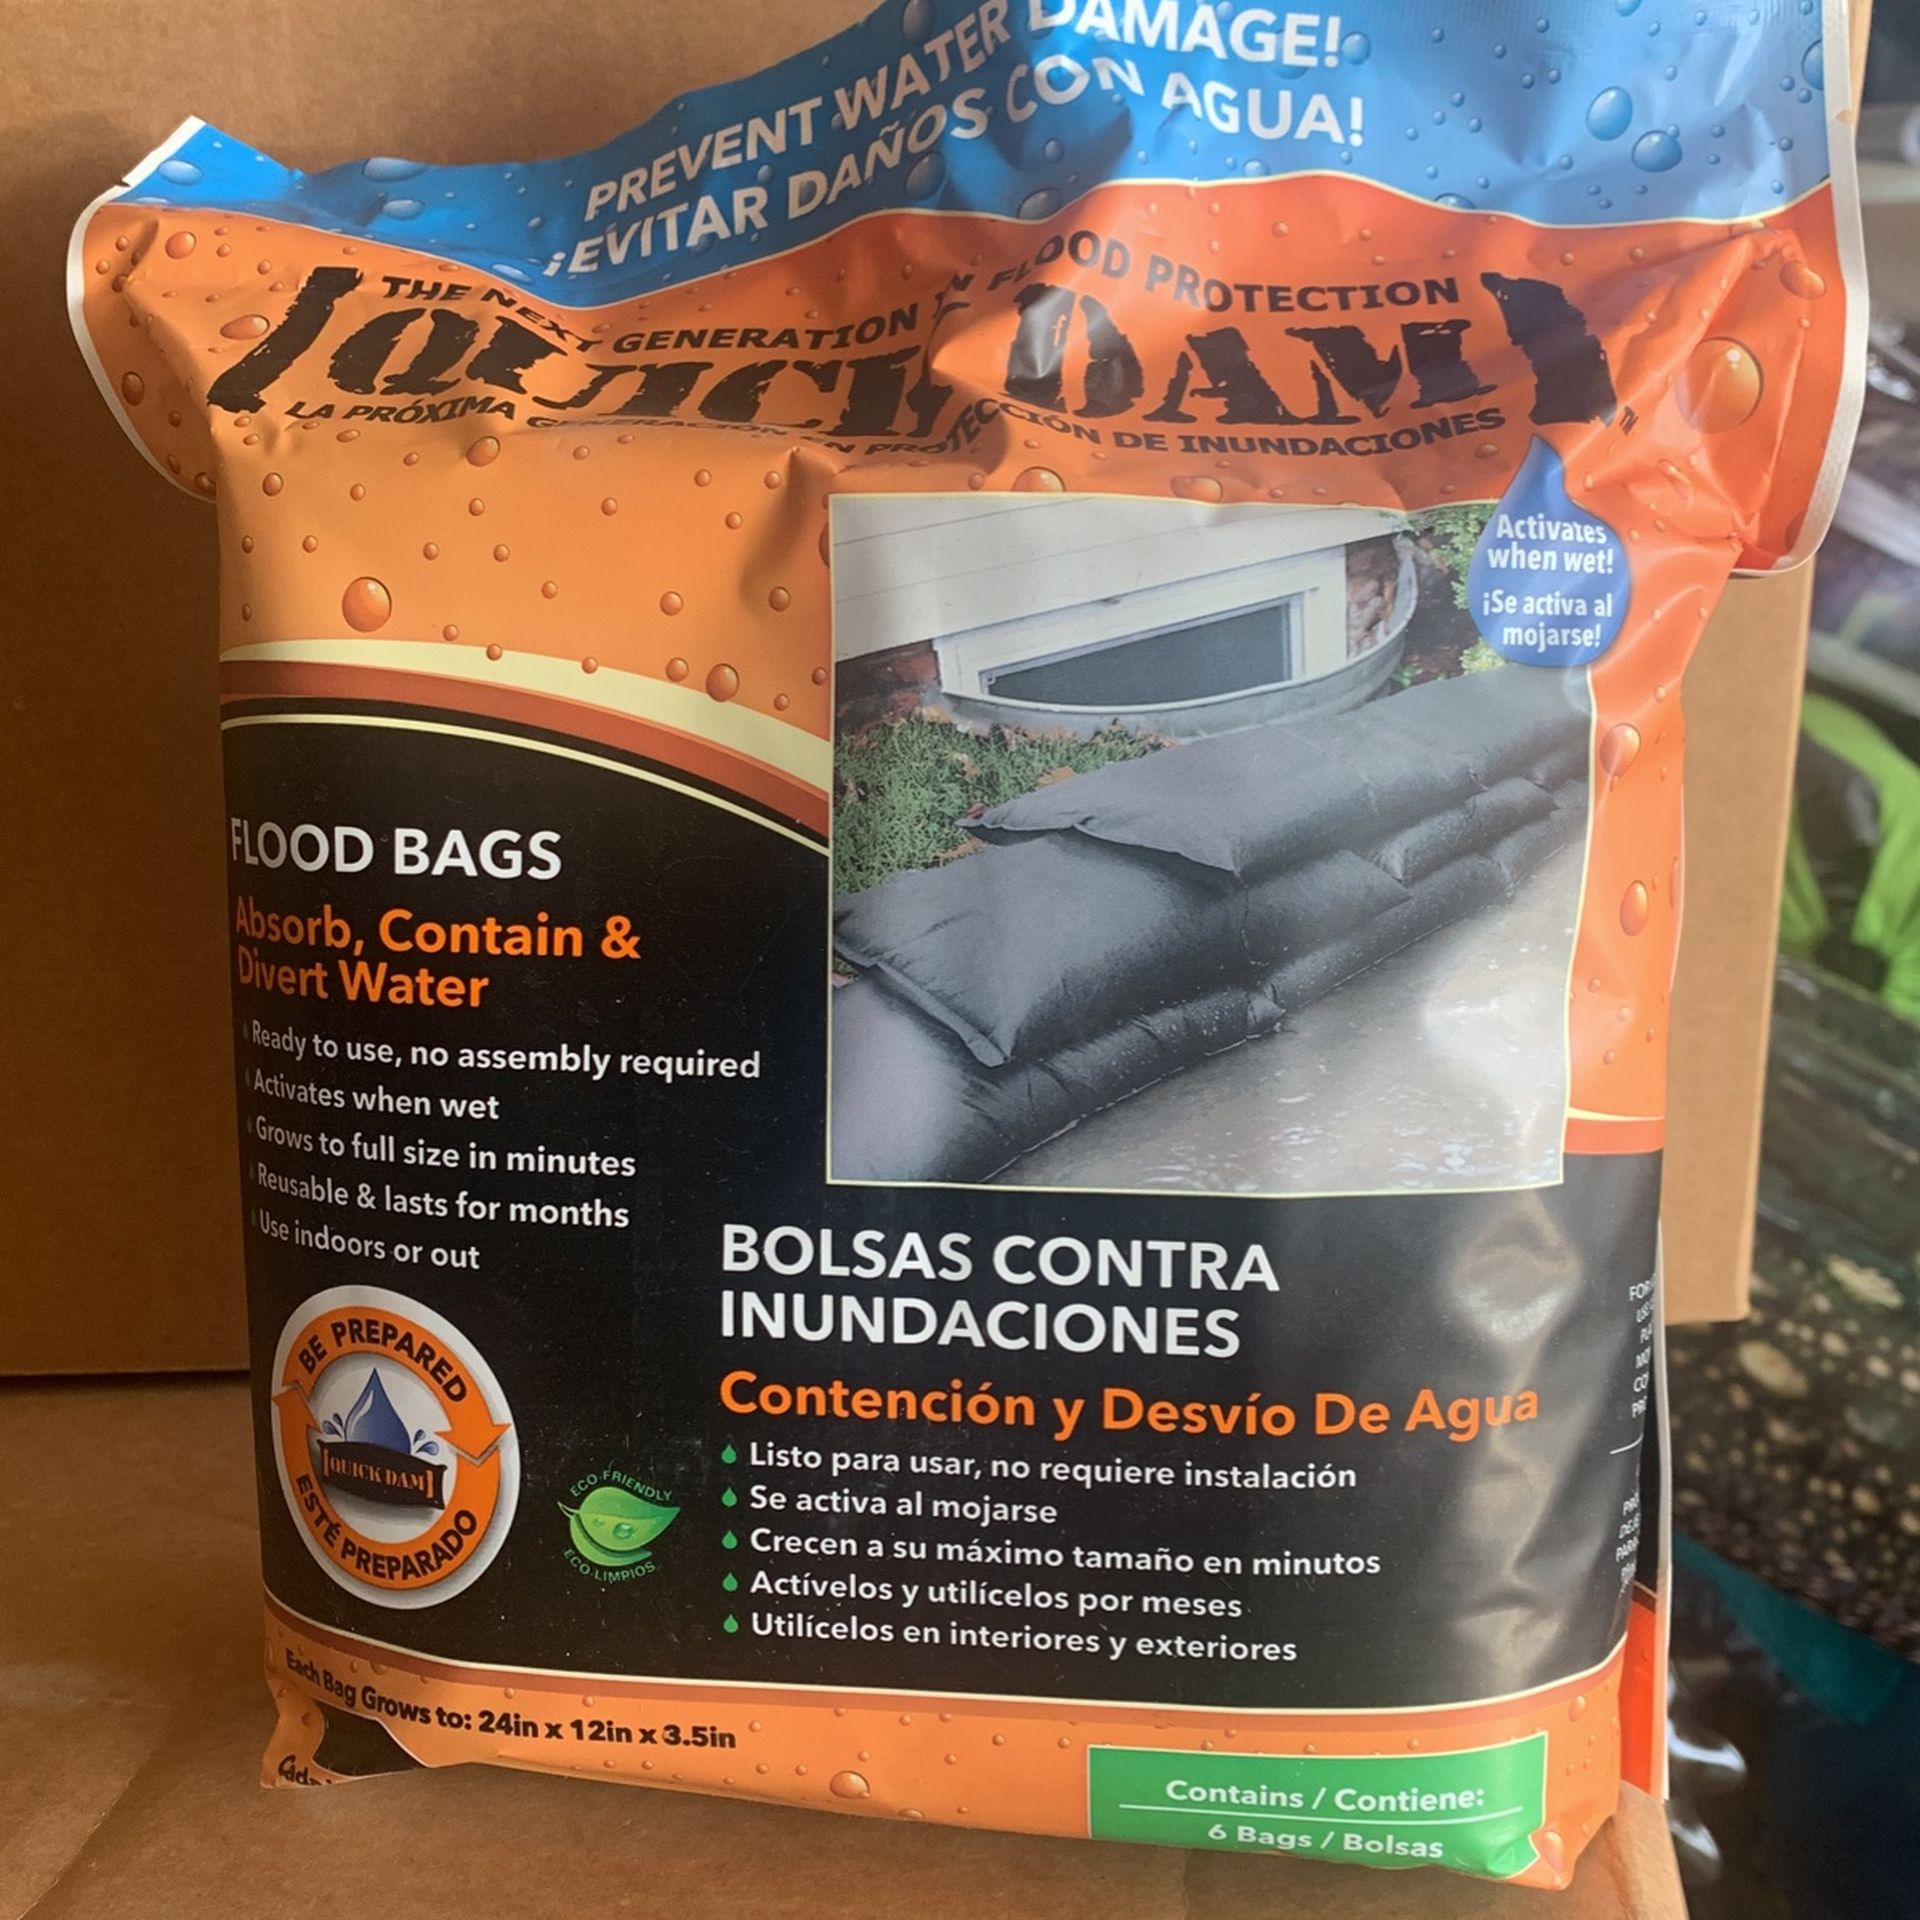 PREVENT WATER DAMAGE!
¡EVITAR DAÑOS CON AGUA!
THE NEXT GENERATION IN FLOOD PROTECTION
QUICK DAM
LA PRÓXIMA GENERACIÓN EN PROTECCIÓN DE INUNDACIONES
TM
Activates
when wet!
¡Se activa al
mojarse!
FLOOD BAGS
Absorb, Contain &
Divert Water
Ready to use, no assembly required
Activates when wet
Grows to full size in minutes
Reusable & lasts for months
Use indoors or out
BOLSAS CONTRA
INUNDACIONES
Contención y Desvío De Agua
Listo para usar, no requiere instalación
Se activa al mojarse
Crecen a su máximo tamaño en minutos
Actívelos y utilícelos por meses
Utilícelos en interiores y exteriores
BE PREPARED
QUICK DAM
ESTÉ PREPARADO
ECO-FRIENDLY
ECO-LIMPIOS
Each Bag Grows to: 24in x 12in x 3.5in
Contains / Contiene:
6 Bags / Bolsas